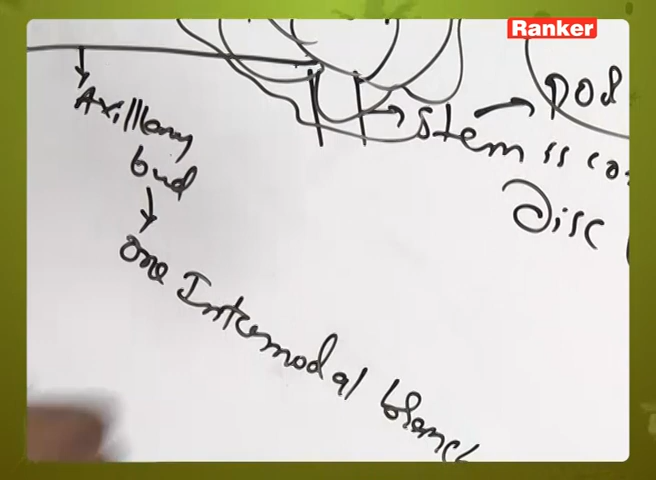 Ranker
Axillary
bud
one Internodal branch
stem → pod
is co
Disc